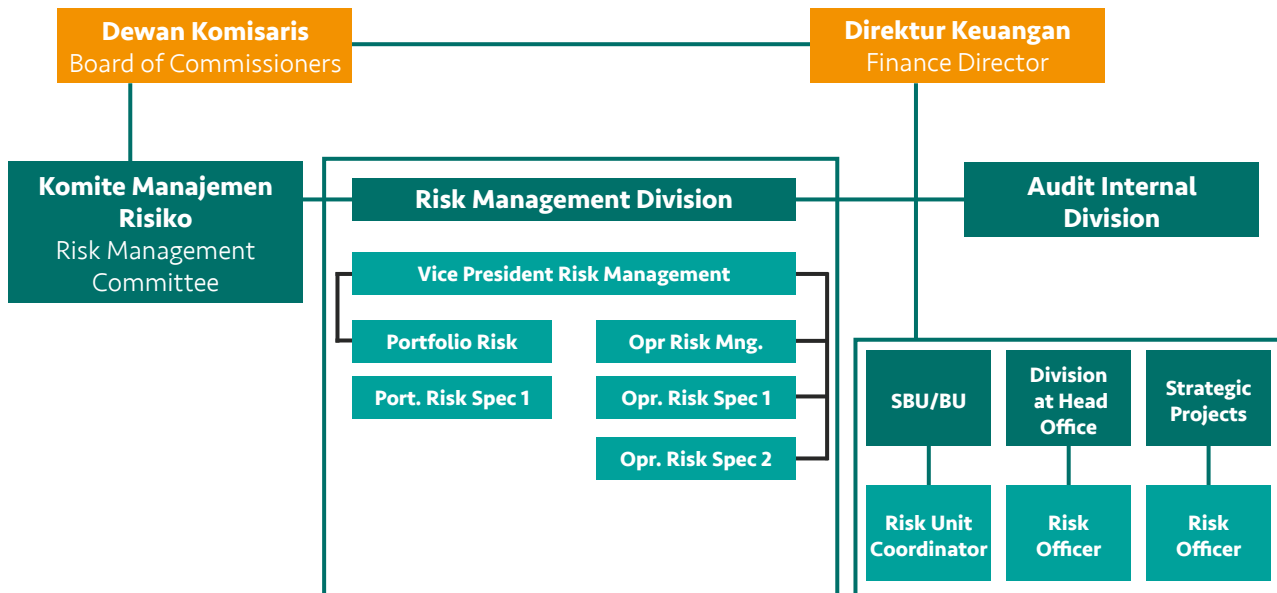 Dewan Komisaris
Board of Commissioners
Direktur Keuangan
Finance Director
Komite Manajemen
Risiko
Risk Management
Committee
Risk Management Division
Audit Internal
Division
Vice President Risk Management
Portfolio Risk
Opr Risk Mng.
Port. Risk Spec 1
Opr. Risk Spec 1
Opr. Risk Spec 2
SBU/BU
Division
at Head
Office
Strategic
Projects
Risk Unit
Coordinator
Risk
Officer
Risk
Officer